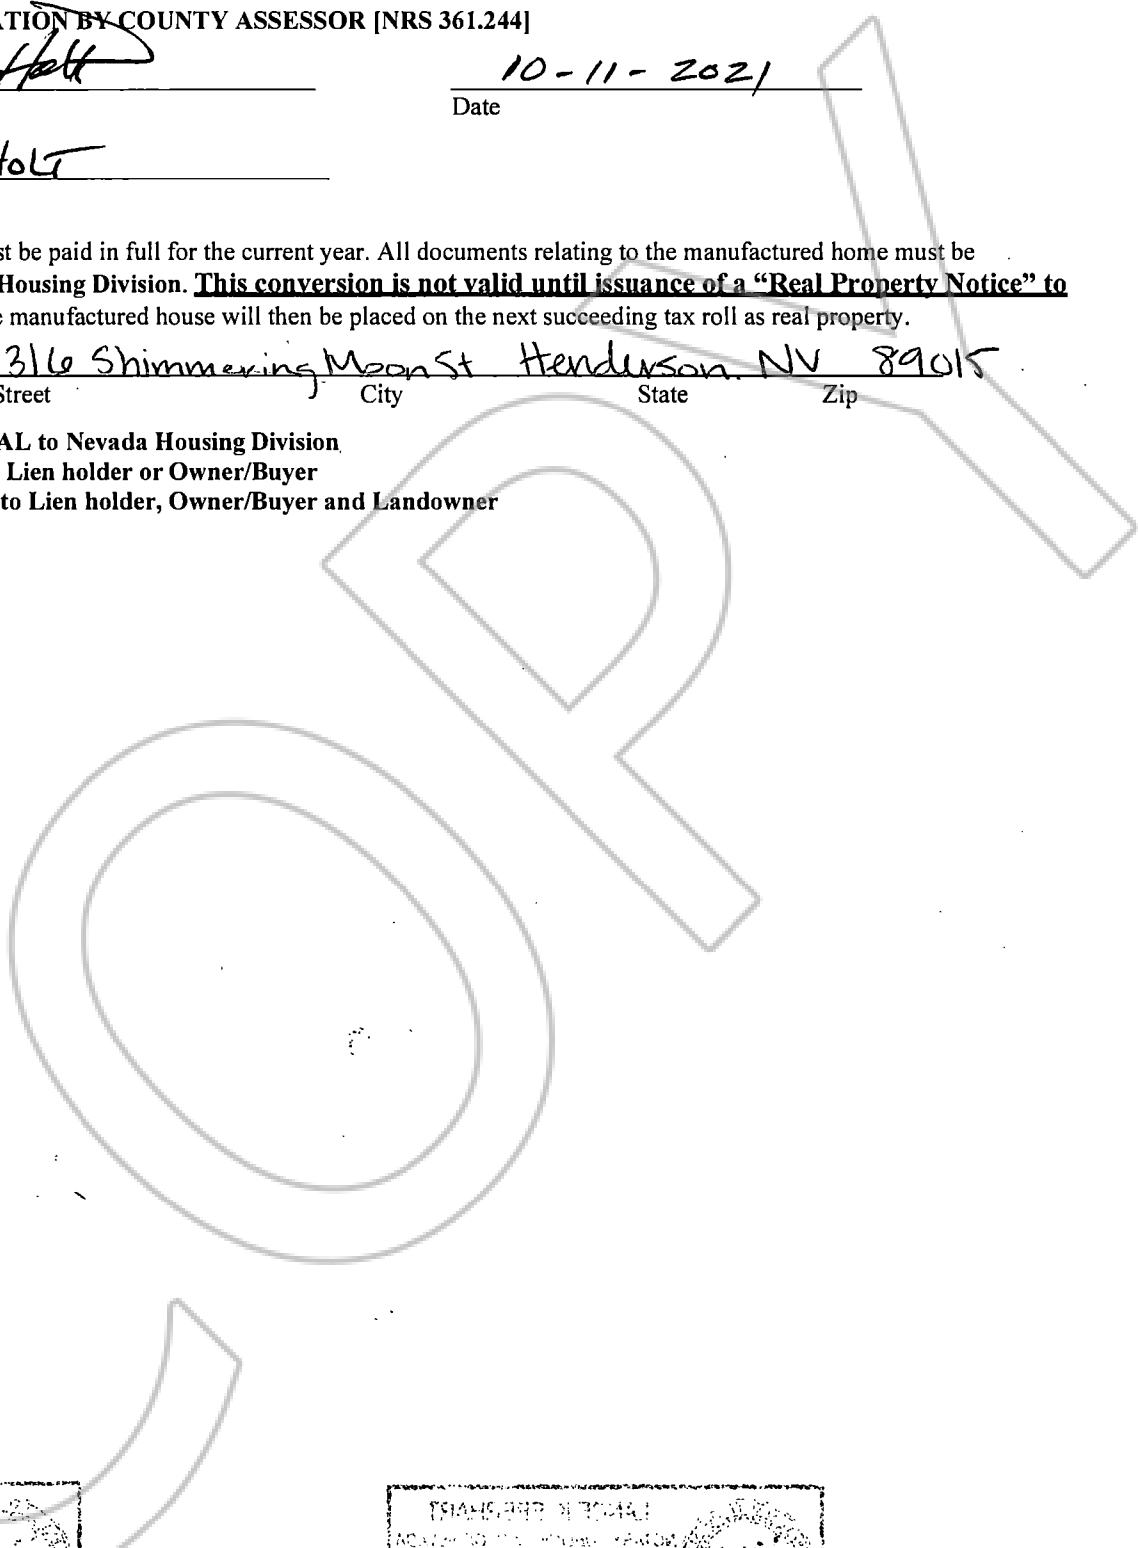 ATION BY COUNTY ASSESSOR [NRS 361.244]
Holt 10-11-2021
Date
Holt
st be paid in full for the current year. All documents relating to the manufactured home must be
Housing Division. This conversion is not valid until issuance of a “Real Property Notice” to
e manufactured house will then be placed on the next succeeding tax roll as real property.
316 Shimmering Moon St Henderson NV 89015
Street City State Zip
AL to Nevada Housing Division
Lien holder or Owner/Buyer
to Lien holder, Owner/Buyer and Landowner
COPY